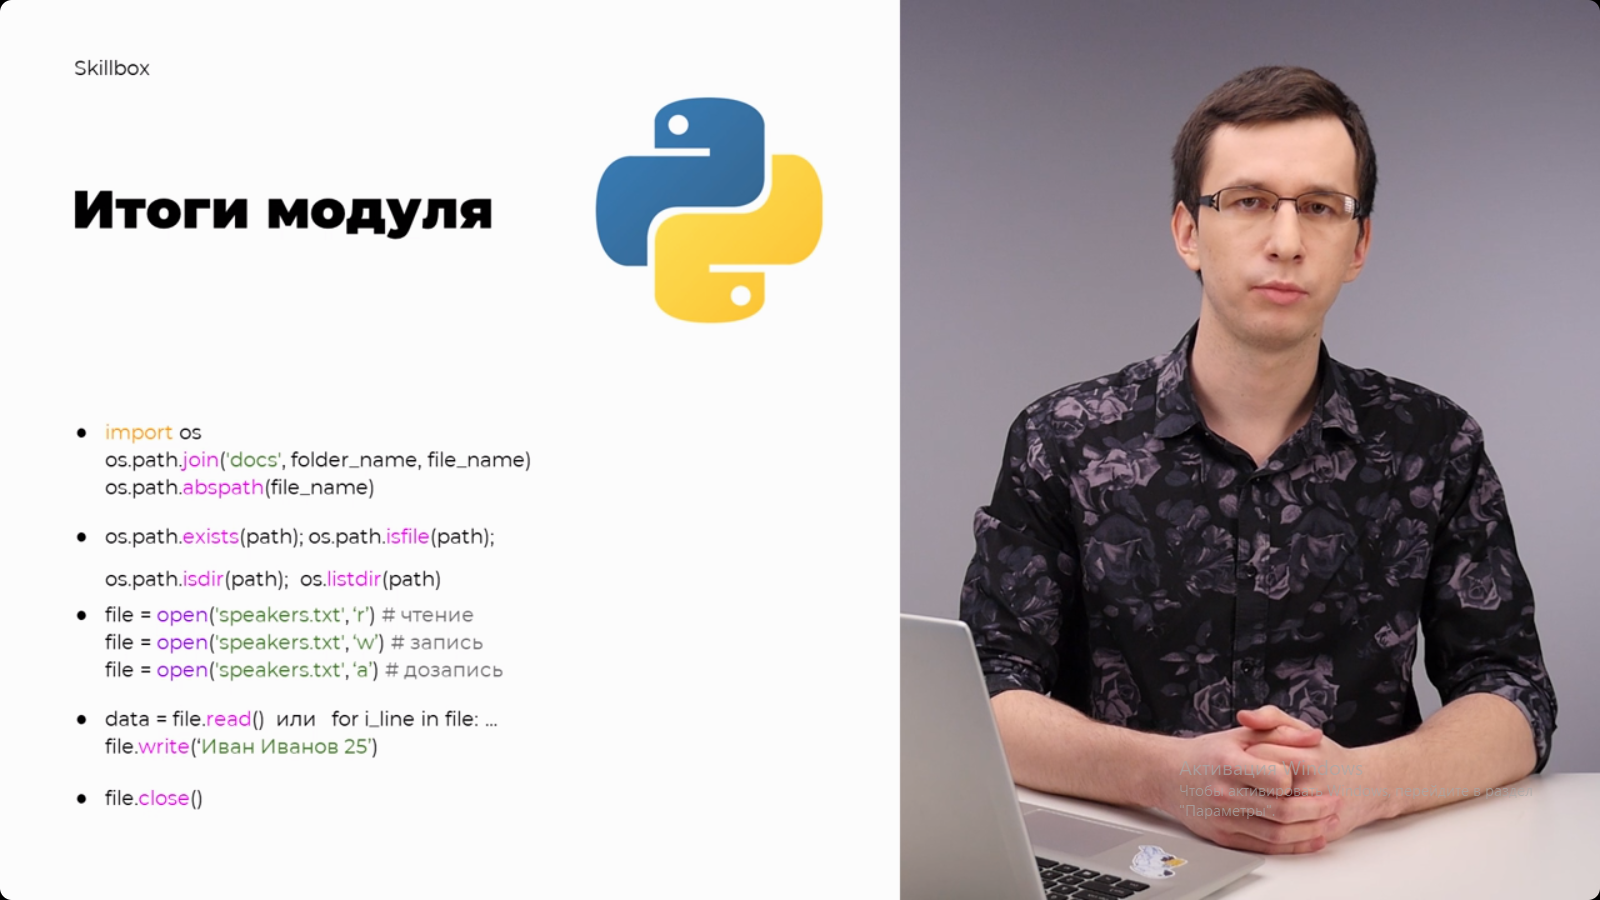 Skillbox
Итоги модуля
● import os
os.path.join('docs', folder_name, file_name)
os.path.abspath(file_name)
● os.path.exists(path); os.path.isfile(path);
os.path.isdir(path);  os.listdir(path)
● file = open('speakers.txt', ‘r’) # чтение
file = open('speakers.txt', ‘w’) # запись
file = open('speakers.txt', ‘a’) # дозапись
● data = file.read()  или  for i_line in file: ...
file.write(‘Иван Иванов 25’)
● file.close()
Активация Windows
Чтобы активировать в раздел
"Параметры".